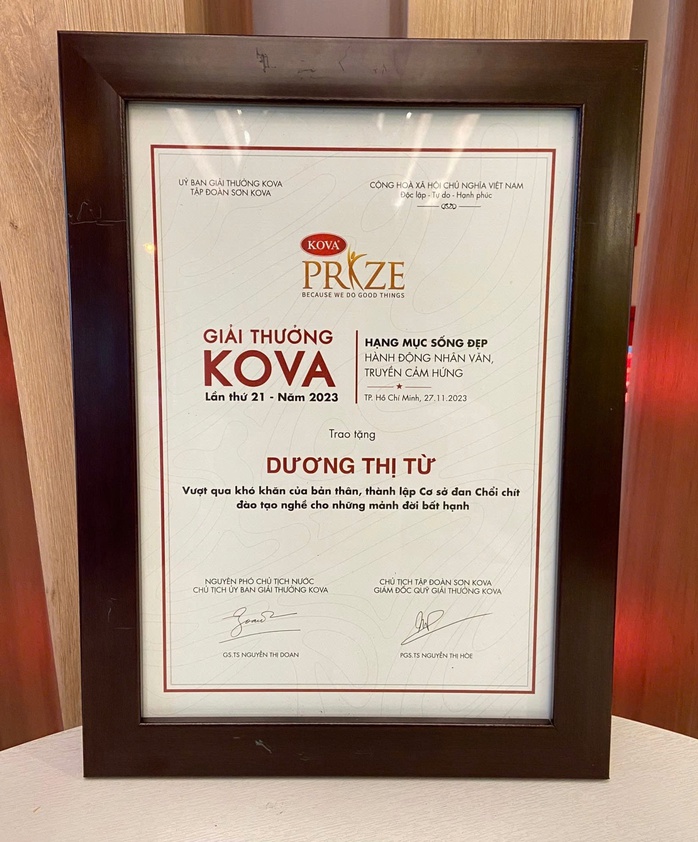 UỶ BAN GIẢI THƯỞNG KOVA
TẬP ĐOÀN SƠN KOVA
CỘNG HOÀ XÃ HỘI CHỦ NGHĨA VIỆT NAM
Độc lập - Tự do - Hạnh phúc
KOVA®
PRIZE
BECAUSE WE DO GOOD THINGS
GIẢI THƯỞNG
KOVA
Lần thứ 21 - Năm 2023
HẠNG MỤC SỐNG ĐẸP
HÀNH ĐỘNG NHÂN VĂN,
TRUYỀN CẢM HỨNG
TP. Hồ Chí Minh, 27.11.2023
Trao tặng
DƯƠNG THỊ TỪ
Vượt qua khó khăn của bản thân, thành lập Cơ sở đan Chổi chít
đào tạo nghề cho những mảnh đời bất hạnh
NGUYÊN PHÓ CHỦ TỊCH NƯỚC
CHỦ TỊCH ỦY BAN GIẢI THƯỞNG KOVA
GS.TS NGUYỄN THỊ DOAN
CHỦ TỊCH TẬP ĐOÀN SƠN KOVA
GIÁM ĐỐC QUỸ GIẢI THƯỞNG KOVA
PGS.TS NGUYỄN THỊ HÒE